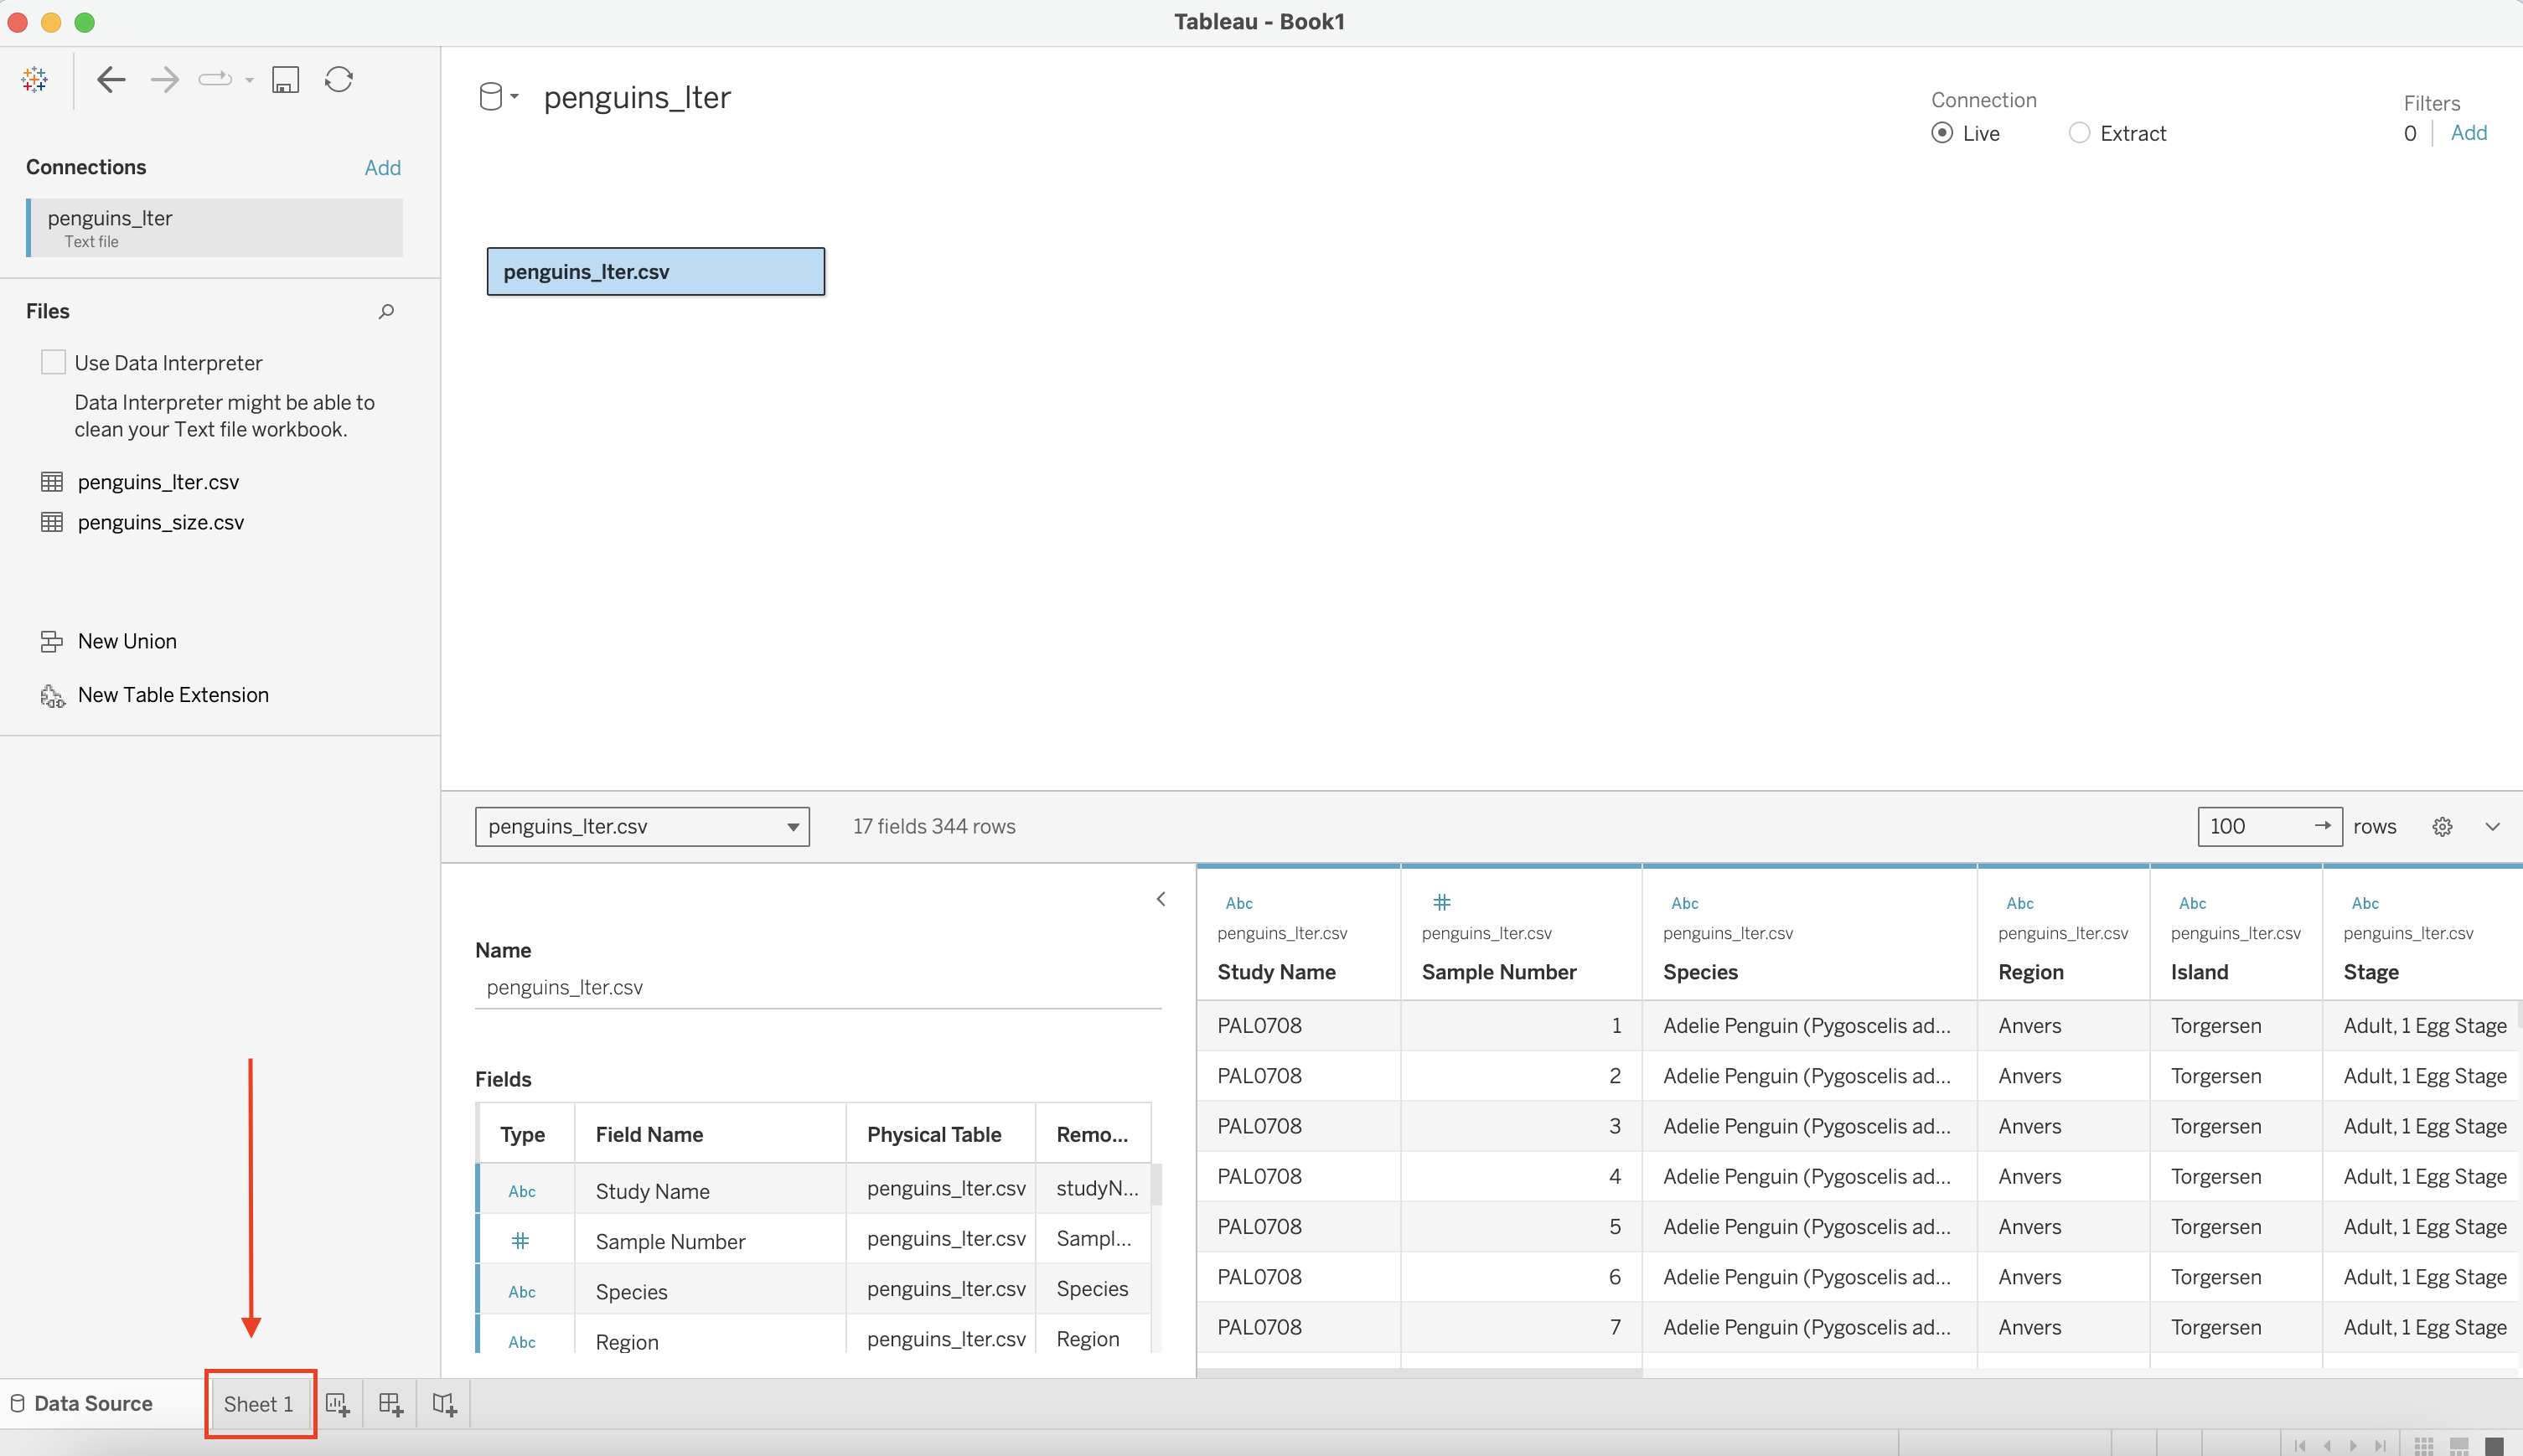 Tableau - Book1
Connections
Add
penguins_lter
Text file
Files
Use Data Interpreter
Data Interpreter might be able to
clean your Text file workbook.
penguins_lter.csv
penguins_size.csv
New Union
New Table Extension
penguins_lter
Connection
Live
Extract
Filters
0
Add
penguins_lter.csv
penguins_lter.csv
17 fields 344 rows
100
rows
Name
penguins_lter.csv
Fields
Type Field Name Physical Table Remo...
Abc Study Name penguins_lter.csv studyN...
# Sample Number penguins_lter.csv Sampl...
Abc Species penguins_lter.csv Species
Abc Region penguins_lter.csv Region
Abc # Abc Abc Abc Abc
penguins_lter.csv penguins_lter.csv penguins_lter.csv penguins_lter.csv penguins_lter.csv penguins_lter.csv
Study Name Sample Number Species Region Island Stage
PAL0708 1 Adelie Penguin (Pygoscelis ad... Anvers Torgersen Adult, 1 Egg Stage
PAL0708 2 Adelie Penguin (Pygoscelis ad... Anvers Torgersen Adult, 1 Egg Stage
PAL0708 3 Adelie Penguin (Pygoscelis ad... Anvers Torgersen Adult, 1 Egg Stage
PAL0708 4 Adelie Penguin (Pygoscelis ad... Anvers Torgersen Adult, 1 Egg Stage
PAL0708 5 Adelie Penguin (Pygoscelis ad... Anvers Torgersen Adult, 1 Egg Stage
PAL0708 6 Adelie Penguin (Pygoscelis ad... Anvers Torgersen Adult, 1 Egg Stage
PAL0708 7 Adelie Penguin (Pygoscelis ad... Anvers Torgersen Adult, 1 Egg Stage
Data Source
Sheet 1